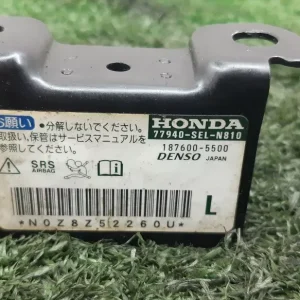 お願い
・分解しないでください。
取扱い、保管はサービスマニュアルを
参照してください。
HONDA
77940-SEL-N810
187600-5500
DENSO JAPAN
SRS
AIRBAG
L
*N0Z8Z52260U*